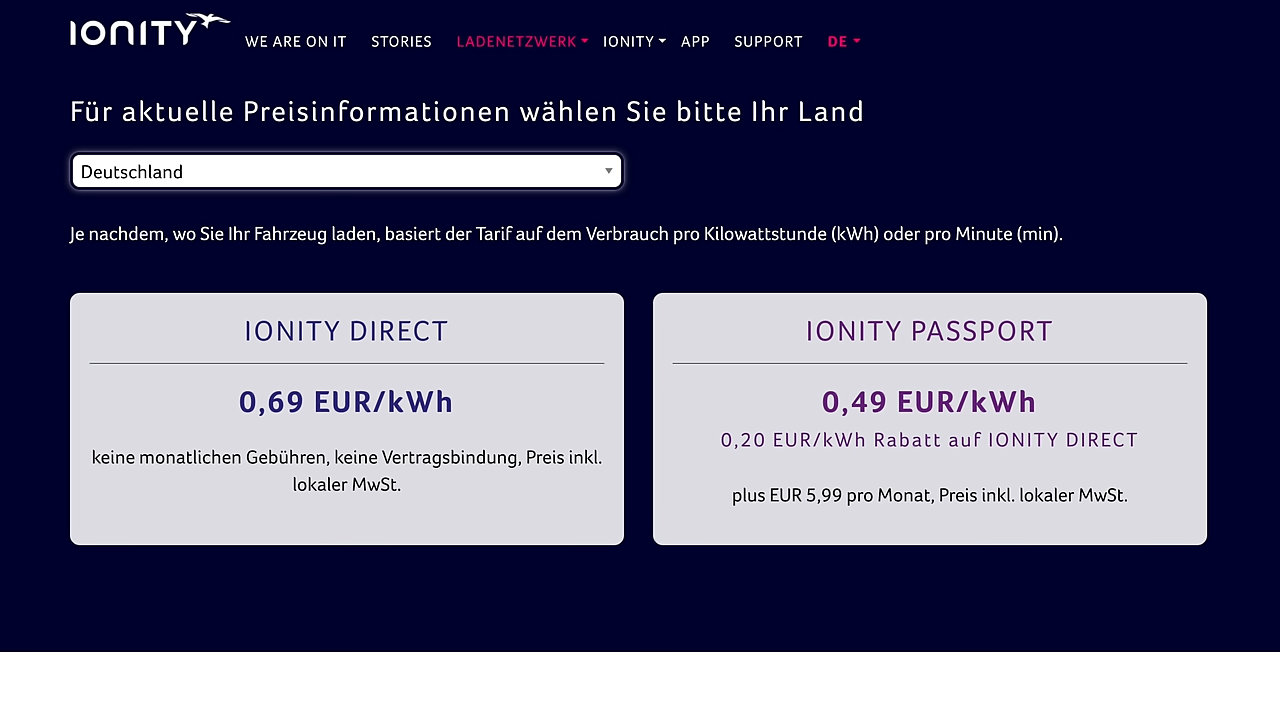 IONITY
WE ARE ON IT STORIES LADENETZWERK IONITY APP SUPPORT DE
Für aktuelle Preisinformationen wählen Sie bitte Ihr Land
Deutschland
Je nachdem, wo Sie Ihr Fahrzeug laden, basiert der Tarif auf dem Verbrauch pro Kilowattstunde (kWh) oder pro Minute (min).
IONITY DIRECT
0,69 EUR/kWh
keine monatlichen Gebühren, keine Vertragsbindung, Preis inkl.
lokaler MwSt.
IONITY PASSPORT
0,49 EUR/kWh
0,20 EUR/kWh Rabatt auf IONITY DIRECT
plus EUR 5,99 pro Monat, Preis inkl. lokaler MwSt.